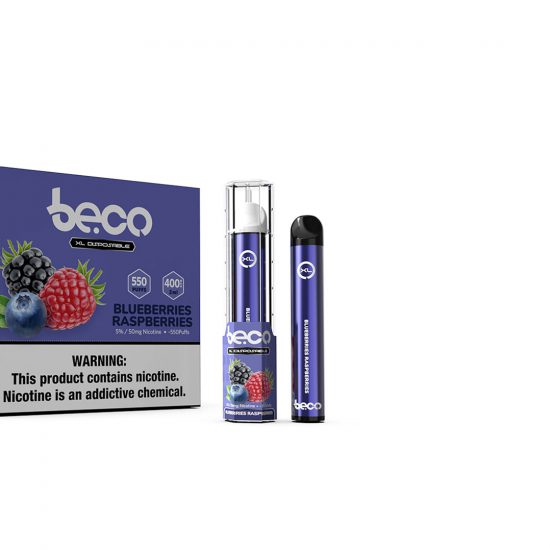 beco
XL DISPOSABLE
550
PUFFS
400
2ml
BLUEBERRIES
RASPBERRIES
5% / 50mg Nicotine • ~550Puffs
WARNING:
This product contains nicotine.
Nicotine is an addictive chemical.
XL
beco
XL DISPOSABLE
BLUEBERRIES RASPBERRIES
XL
BLUEBERRIES RASPBERRIES
beco